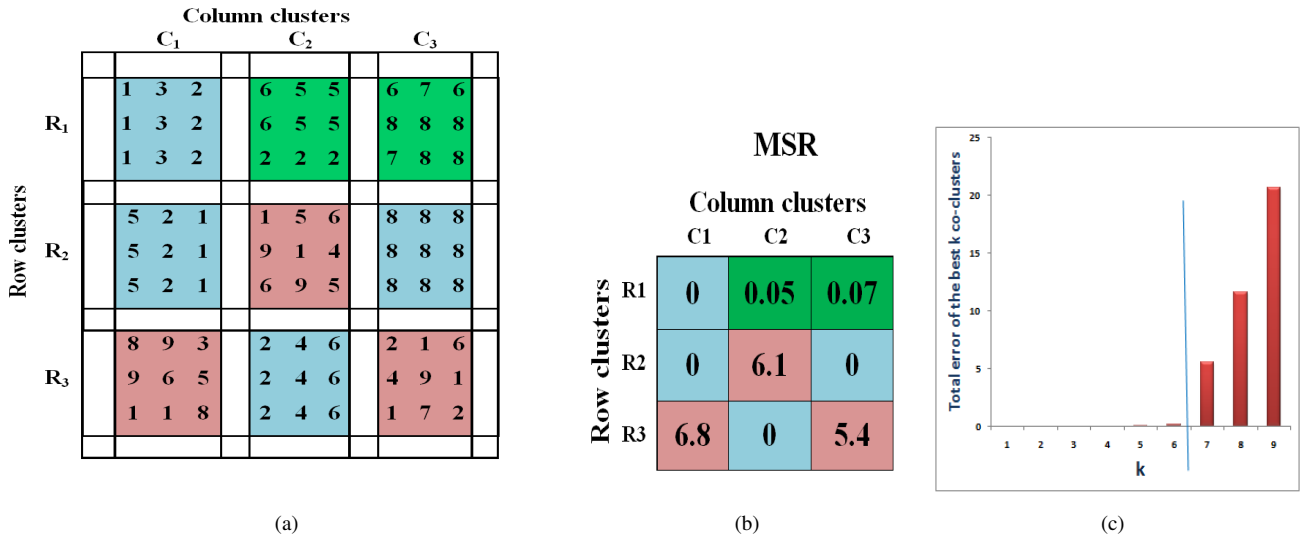 Column clusters
C₁ C₂ C₃
Row clusters
R₁
1 3 2 6 5 5 6 7 6
1 3 2 6 5 5 8 8 8
1 3 2 2 2 2 7 8 8
R₂
5 2 1 1 5 6 8 8 8
5 2 1 9 1 4 8 8 8
5 2 1 6 9 5 8 8 8
R₃
8 9 3 2 4 6 2 1 6
9 6 5 2 4 6 4 9 1
1 1 8 2 4 6 1 7 2
(a)
MSR
Column clusters
C1 C2 C3
Row clusters
R1 0 0.05 0.07
R2 0 6.1 0
R3 6.8 0 5.4
(b)
Total error of the best k co-clusters
25
20
15
10
5
0
1 2 3 4 5 6 7 8 9
k
(c)